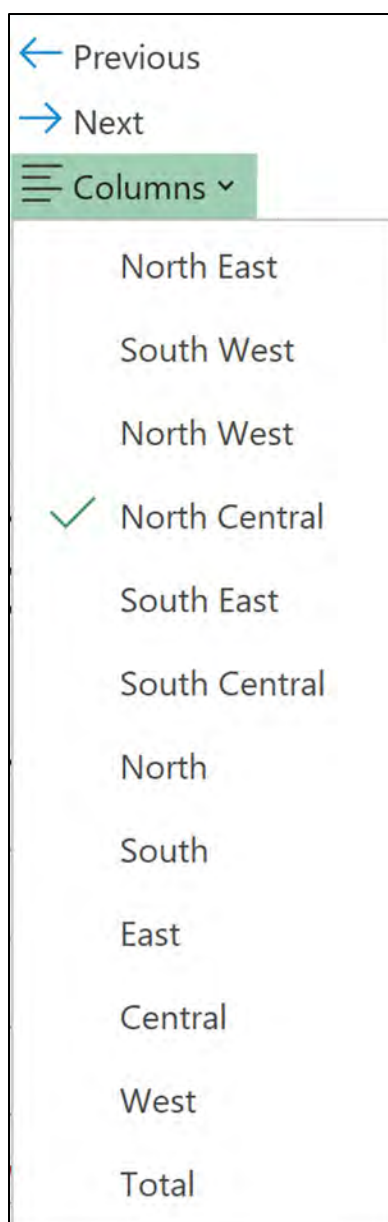 Previous
Next
Columns
North East
South West
North West
North Central
South East
South Central
North
South
East
Central
West
Total